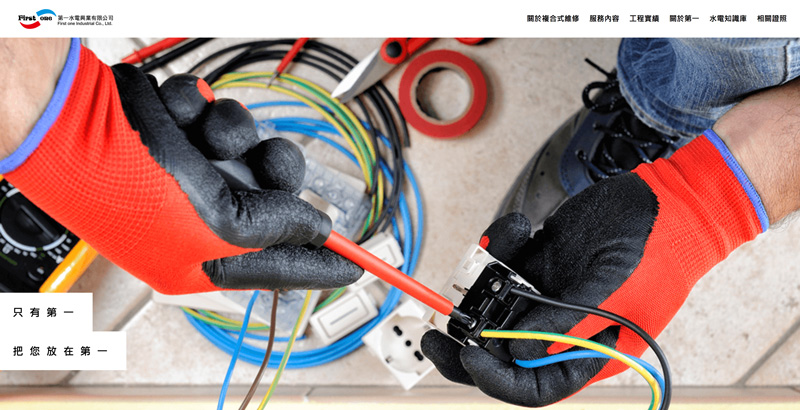 First one
第一水電興業有限公司
First one Industrial Co., Ltd.
關於複合式維修 服務內容 工程實績 關於第一 水電知識庫 相關證照
只有第一
把您放在第一